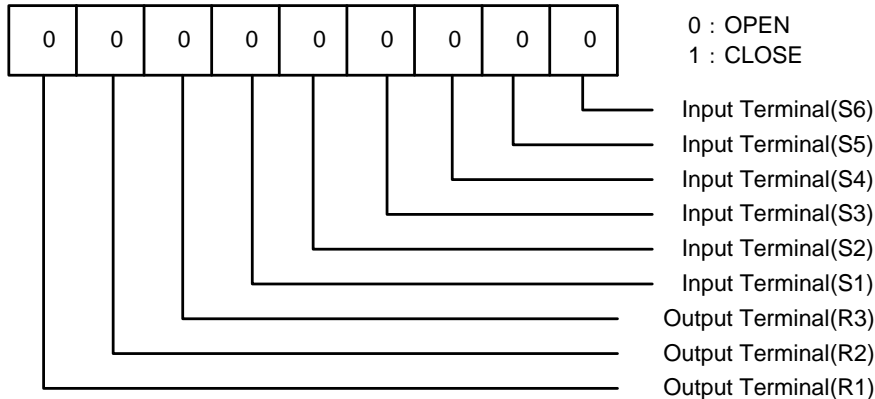 0 0 0 0 0 0 0 0 0
0 : OPEN
1 : CLOSE
Input Terminal(S6)
Input Terminal(S5)
Input Terminal(S4)
Input Terminal(S3)
Input Terminal(S2)
Input Terminal(S1)
Output Terminal(R3)
Output Terminal(R2)
Output Terminal(R1)